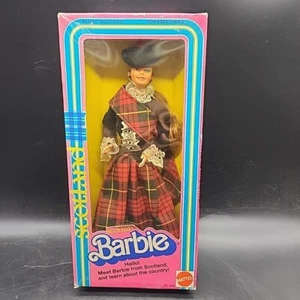 Scotland
Barbie
Hello!
Meet Barbie from Scotland,
and learn about the country!
MATTEL